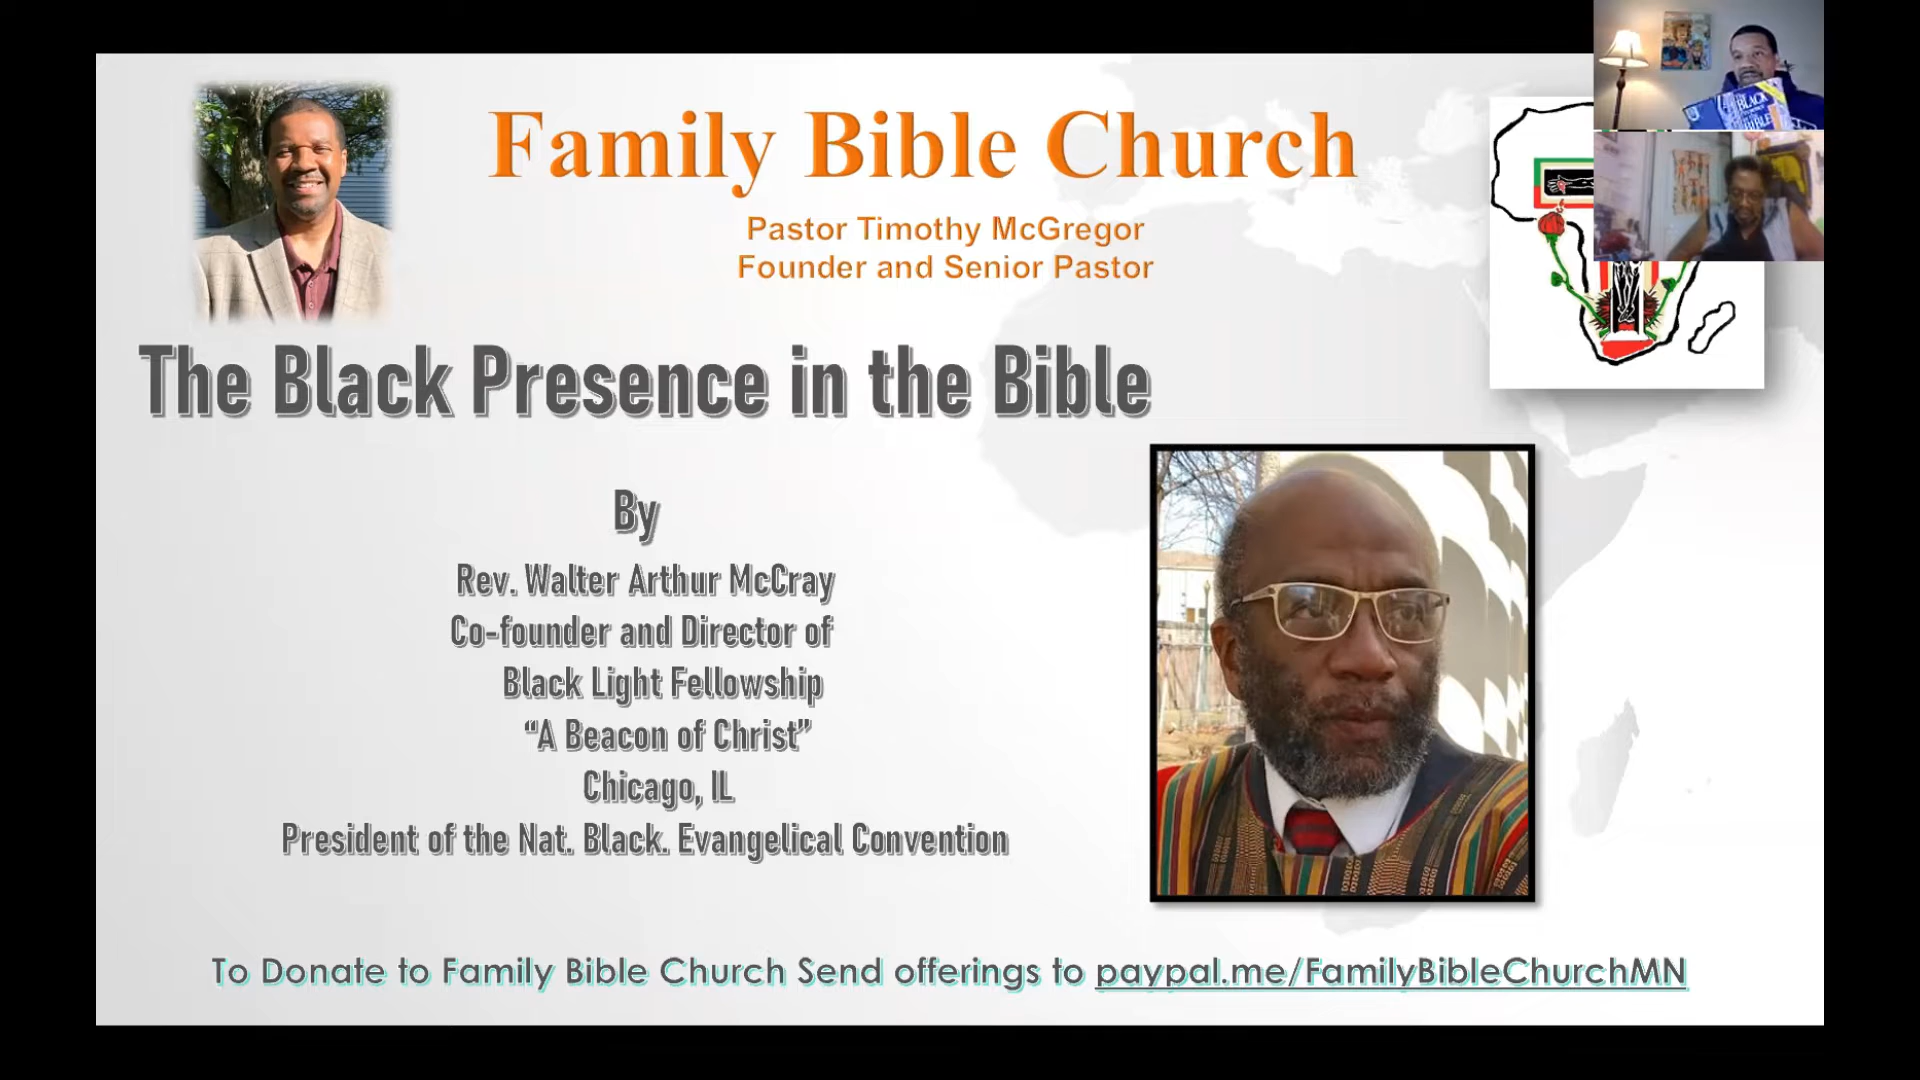 Family Bible Church
Pastor Timothy McGregor
Founder and Senior Pastor
The Black Presence in the Bible
By
Rev. Walter Arthur McCray
Co-founder and Director of
Black Light Fellowship
“A Beacon of Christ”
Chicago, IL
President of the Nat. Black. Evangelical Convention
To Donate to Family Bible Church Send offerings to paypal.me/FamilyBibleChurchMN
BLACK
BIBLE